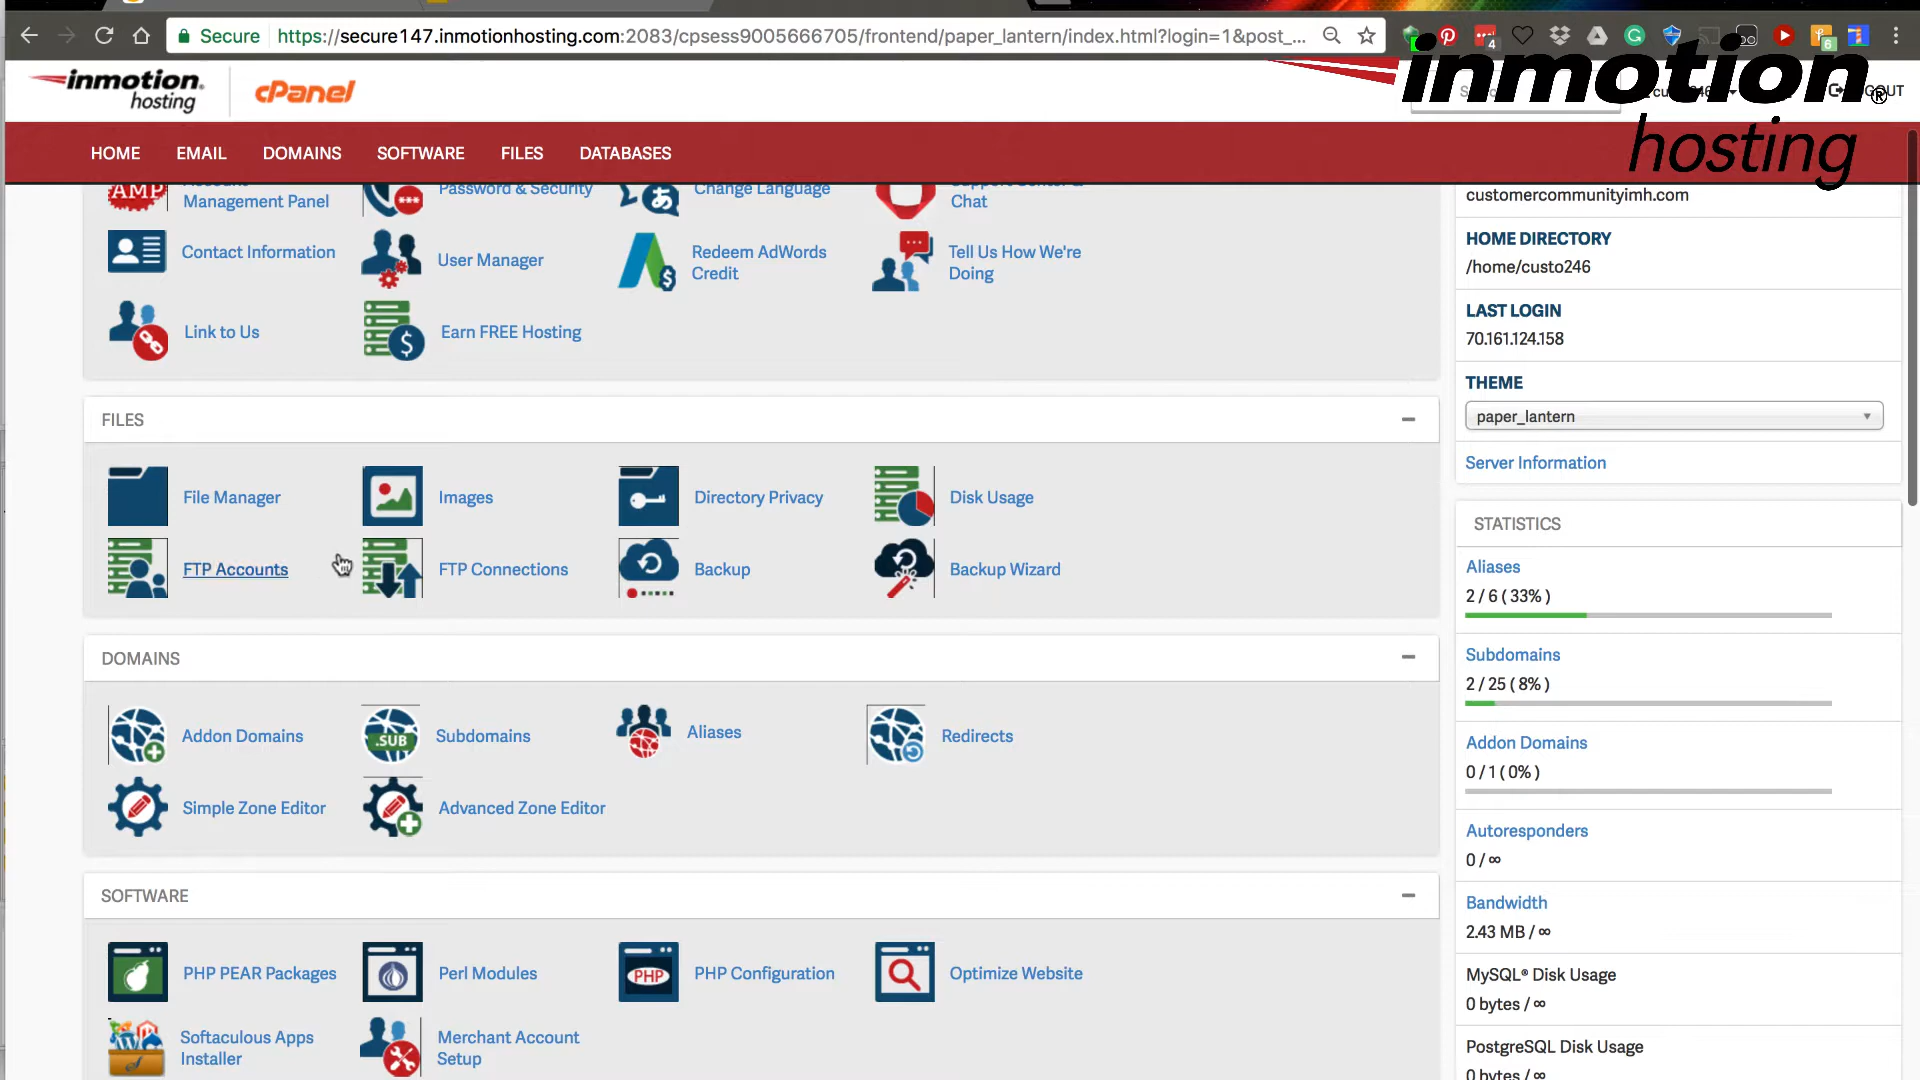 Secure https://secure147.inmotionhosting.com:2083/cpsess9005666705/frontend/paper_lantern/index.html?login=1&post_...
4
6
inmotion hosting
cPanel
inmotion®
hosting
HOME EMAIL DOMAINS SOFTWARE FILES DATABASES
AMP
Management Panel
Password & Security
Change Language
Chat
Contact Information
User Manager
Redeem AdWords Credit
Tell Us How We're Doing
Link to Us
Earn FREE Hosting
FILES
File Manager
Images
Directory Privacy
Disk Usage
FTP Accounts
FTP Connections
Backup
Backup Wizard
DOMAINS
Addon Domains
.SUB
Subdomains
Aliases
Redirects
Simple Zone Editor
Advanced Zone Editor
SOFTWARE
PHP PEAR Packages
Perl Modules
PHP
PHP Configuration
Optimize Website
Softaculous Apps Installer
Merchant Account Setup
customercommunityimh.com
HOME DIRECTORY
/home/custo246
LAST LOGIN
70.161.124.158
THEME
paper_lantern
Server Information
STATISTICS
Aliases
2 / 6 ( 33% )
Subdomains
2 / 25 ( 8% )
Addon Domains
0 / 1 ( 0% )
Autoresponders
0 / ∞
Bandwidth
2.43 MB / ∞
MySQL® Disk Usage
0 bytes / ∞
PostgreSQL Disk Usage
0 bytes / ∞